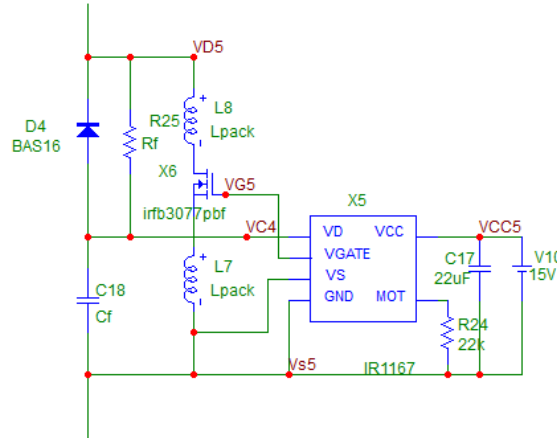 VD5
D4
BAS16
R25
Rf
L8
Lpack
X6
irfb3077pbf
VG5
X5
VC4
VD
VCC
VCC5
VGATE
VS
GND
MOT
C17
22uF
V10
15V
L7
Lpack
C18
Cf
R24
22k
Vs5
IR1167